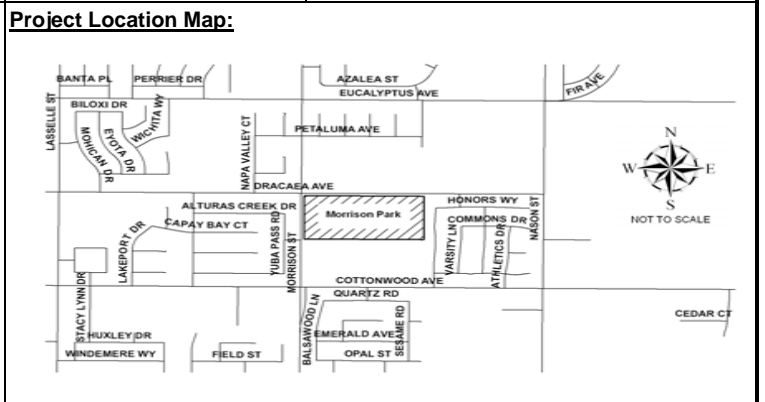 Project Location Map:
BANTA PL
PERRIER DR
AZALEA ST
EUCALYPTUS AVE
FIR AVE
LASSELLE ST
BILOXI DR
WICHITA WY
EYOTA DR
MOHICAN DR
NAPA VALLEY CT
PETALUMA AVE
N
W
E
S
NOT TO SCALE
DRACAEA AVE
ALTURAS CREEK DR
Morrison Park
HONORS WY
NASON ST
CAPAY BAY CT
COMMONS DR
LAKEPORT DR
YUBA PASS RD
MORRISON ST
VARSITY LN
ATHLETICS DR
COTTONWOOD AVE
QUARTZ RD
STACY LYNN DR
BALSAWOOD LN
SESAME RD
CEDAR CT
HUXLEY DR
EMERALD AVE
WINDEMERE WY
FIELD ST
OPAL ST